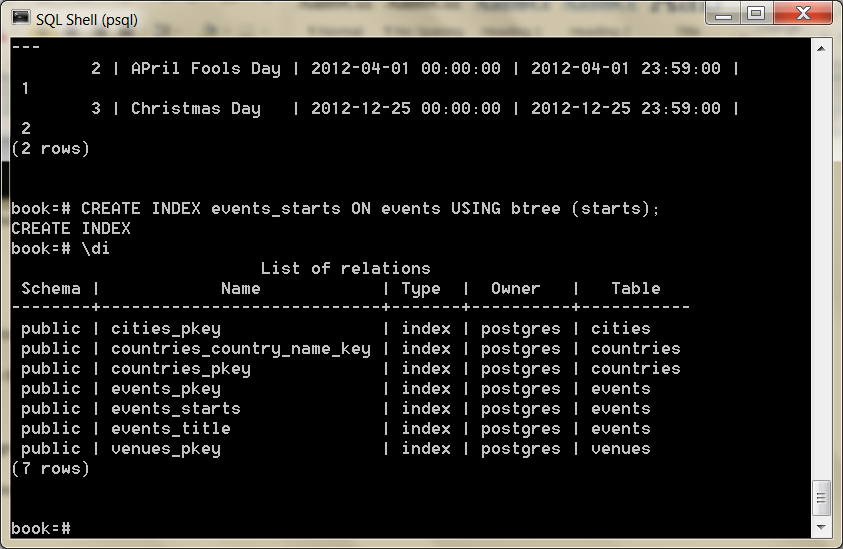 SQL Shell (psql)
---
        2 | APril Fools Day | 2012-04-01 00:00:00 | 2012-04-01 23:59:00 |
 1
        3 | Christmas Day   | 2012-12-25 00:00:00 | 2012-12-25 23:59:00 |
 2
(2 rows)
book=# CREATE INDEX events_starts ON events USING btree (starts);
CREATE INDEX
book=# \di
                         List of relations
 Schema |            Name            | Type  |  Owner   |   Table
--------+----------------------------+-------+----------+-----------
 public | cities_pkey                | index | postgres | cities
 public | countries_country_name_key | index | postgres | countries
 public | countries_pkey             | index | postgres | countries
 public | events_pkey                | index | postgres | events
 public | events_starts              | index | postgres | events
 public | events_title               | index | postgres | events
 public | venues_pkey                | index | postgres | venues
(7 rows)
book=#